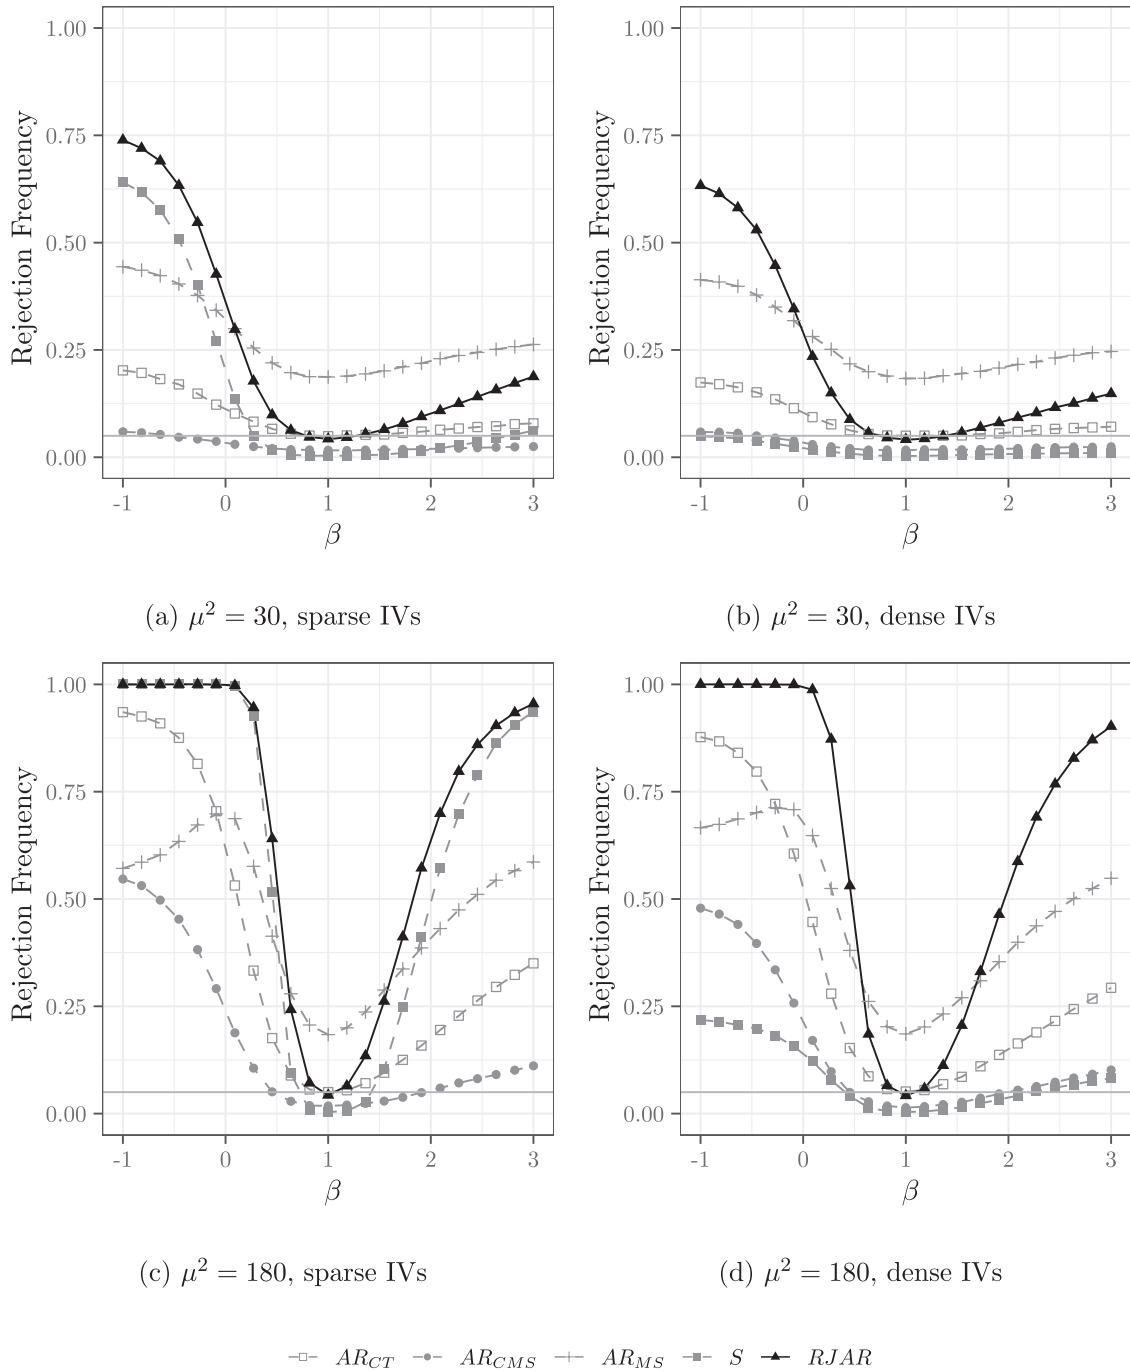 1.00
0.75
0.50
0.25
0.00
Rejection Frequency
-1 0 1 2 3
β
(a) μ² = 30, sparse IVs
1.00
0.75
0.50
0.25
0.00
Rejection Frequency
-1 0 1 2 3
β
(b) μ² = 30, dense IVs
1.00
0.75
0.50
0.25
0.00
Rejection Frequency
-1 0 1 2 3
β
(c) μ² = 180, sparse IVs
1.00
0.75
0.50
0.25
0.00
Rejection Frequency
-1 0 1 2 3
β
(d) μ² = 180, dense IVs
AR_CT AR_CMS AR_MS S RJAR